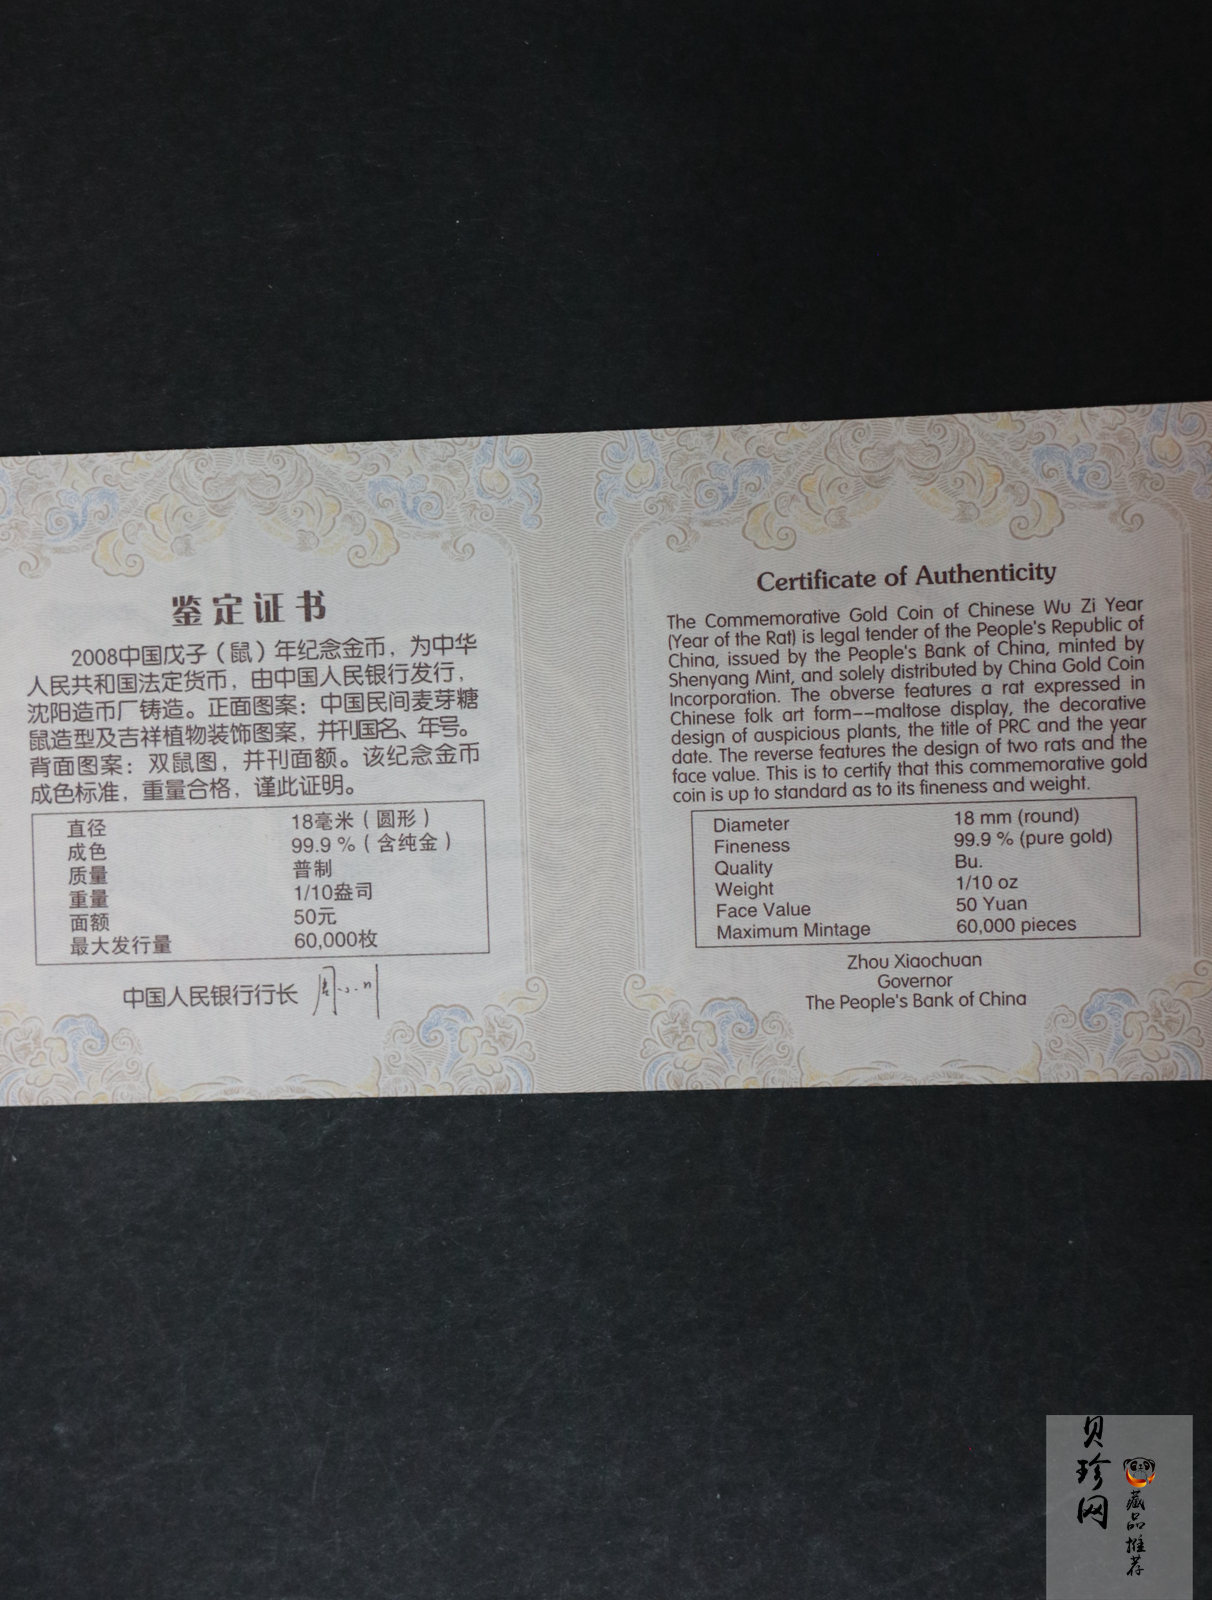 鉴定证书
2008中国戊子（鼠）年纪念金币，为中华
人民共和国法定货币，由中国人民银行发行，
沈阳造币厂铸造。正面图案：中国民间麦芽糖
鼠造型及吉祥植物装饰图案，并刊国名、年号。
背面图案：双鼠图，并刊面额。该纪念金币
成色标准，重量合格，谨此证明。
直径 18毫米（圆形）
成色 99.9 %（含纯金）
质量 普制
重量 1/10盎司
面额 50元
最大发行量 60,000枚
中国人民银行行长 周小川
Certificate of Authenticity
The Commemorative Gold Coin of Chinese Wu Zi Year
(Year of the Rat) is legal tender of the People's Republic of
China, issued by the People's Bank of China, minted by
Shenyang Mint, and solely distributed by China Gold Coin
Incorporation. The obverse features a rat expressed in
Chinese folk art form--maltose display, the decorative
design of auspicious plants, the title of PRC and the year
date. The reverse features the design of two rats and the
face value. This is to certify that this commemorative gold
coin is up to standard as to its fineness and weight.
Diameter 18 mm (round)
Fineness 99.9 % (pure gold)
Quality Bu.
Weight 1/10 oz
Face Value 50 Yuan
Maximum Mintage 60,000 pieces
Zhou Xiaochuan
Governor
The People's Bank of China
贝珍网
藏品推荐